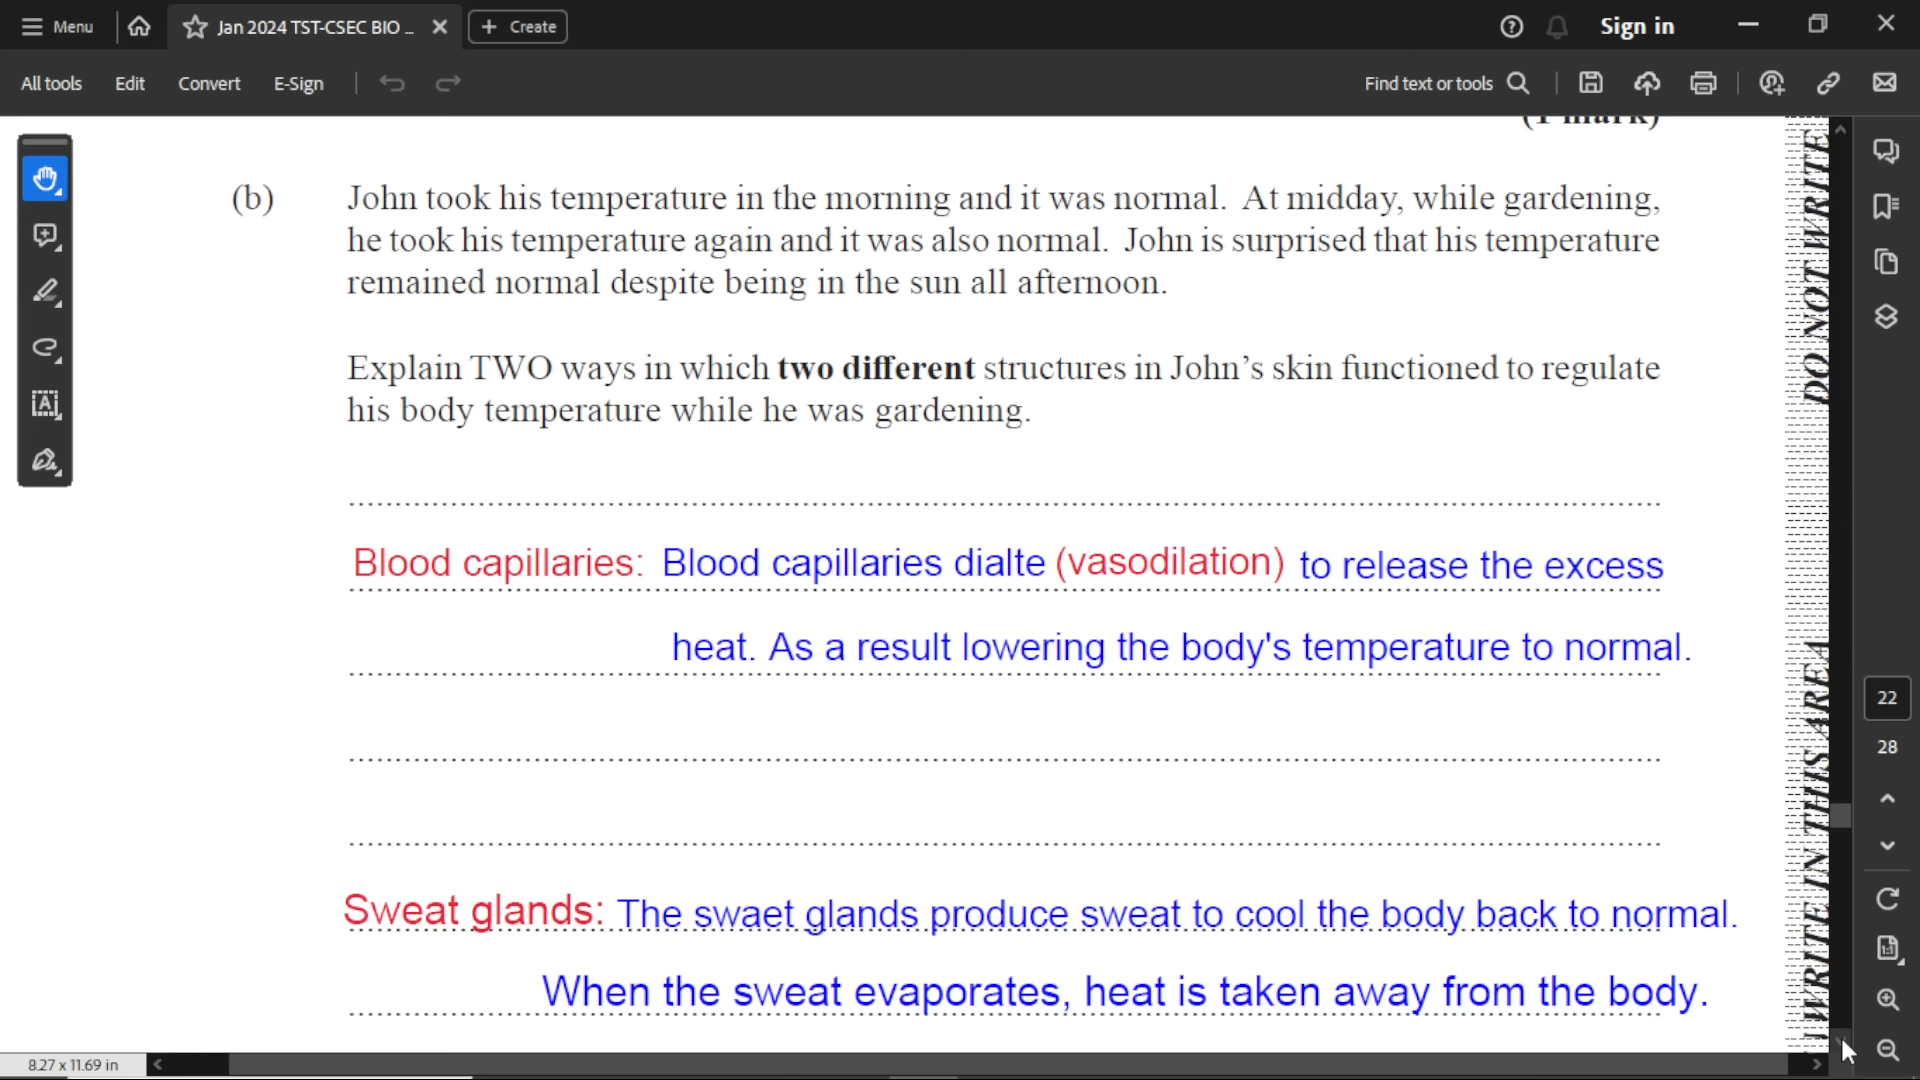 Menu
Jan 2024 TST-CSEC BIO _
Create
Sign in
All tools
Edit
Convert
E-Sign
Find text or tools
(1 mark)
(b) John took his temperature in the morning and it was normal. At midday, while gardening,
he took his temperature again and it was also normal. John is surprised that his temperature
remained normal despite being in the sun all afternoon.
Explain TWO ways in which two different structures in John's skin functioned to regulate
his body temperature while he was gardening.
Blood capillaries: Blood capillaries dialte (vasodilation) to release the excess
heat. As a result lowering the body's temperature to normal.
Sweat glands: The swaet glands produce sweat to cool the body back to normal.
When the sweat evaporates, heat is taken away from the body.
DO NOT WRITE
WRITE IN THIS AREA
22
28
1:1
8.27 x 11.69 in